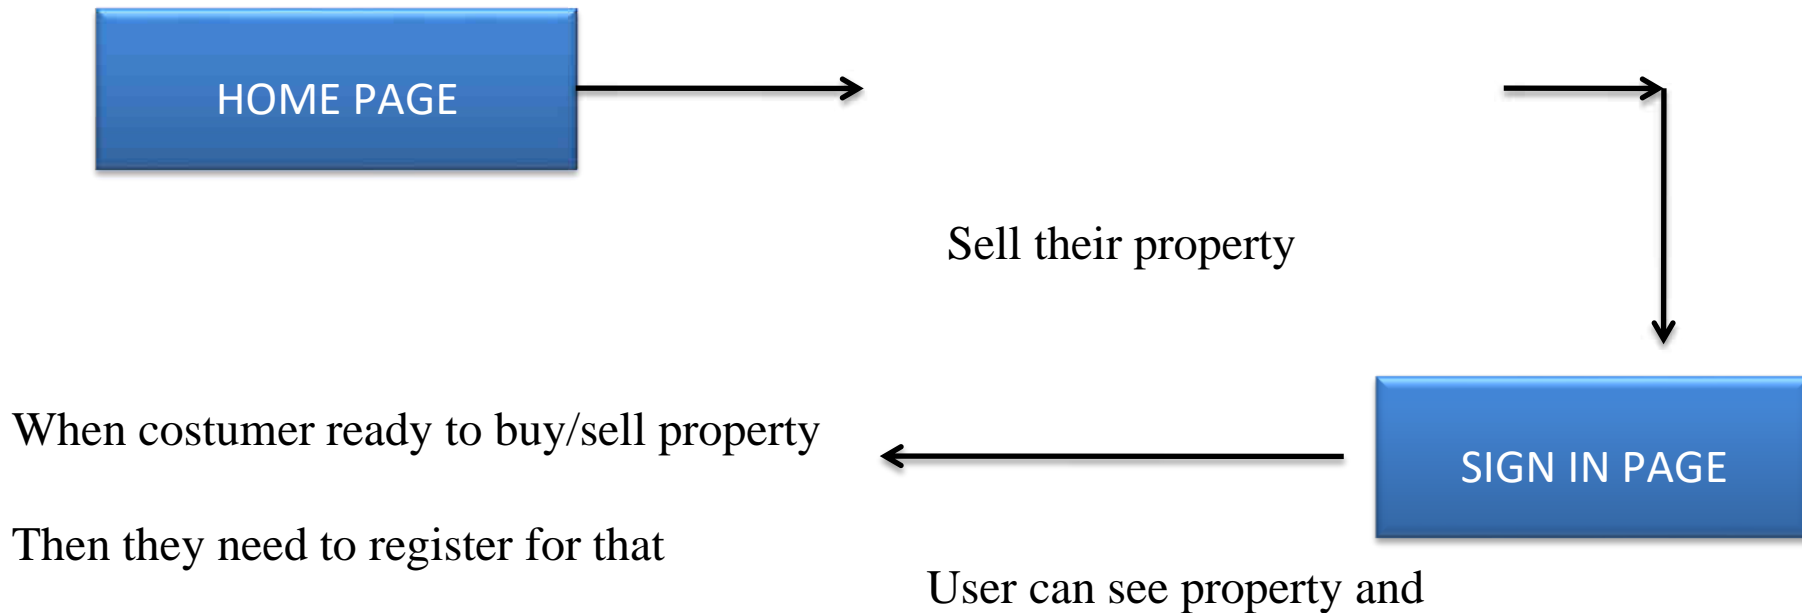 HOME PAGE
Sell their property
When costumer ready to buy/sell property
SIGN IN PAGE
Then they need to register for that
User can see property and